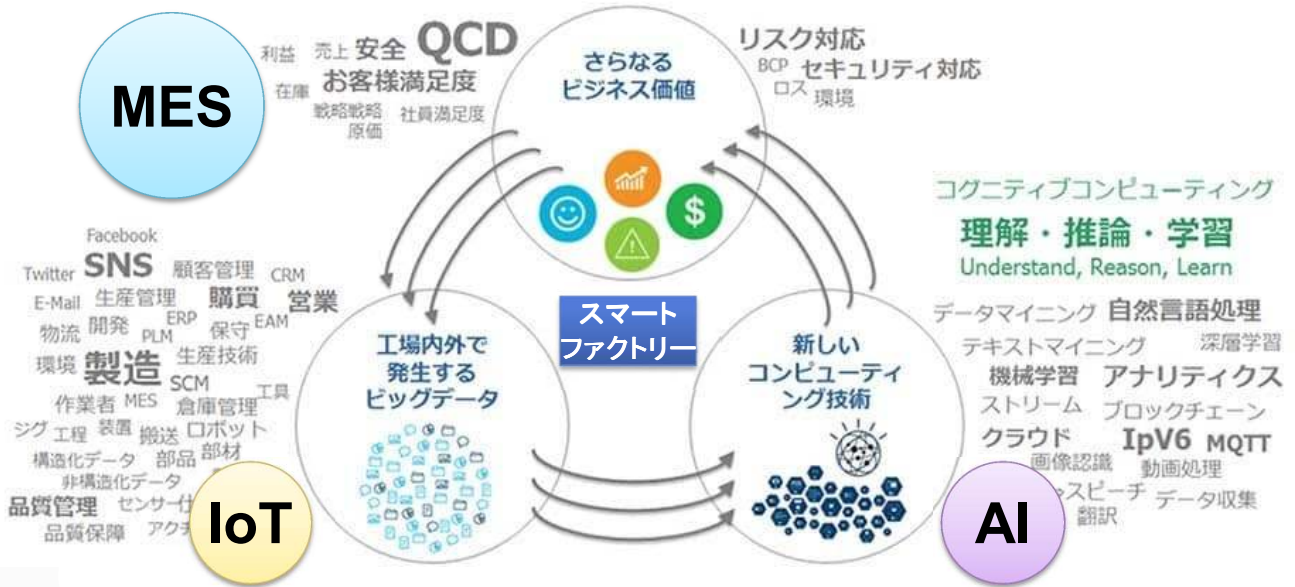 MES
利益 売上 安全 QCD
在庫 お客様満足度
戦略戦略 社員満足度
原価
さらなる
ビジネス価値
リスク対応
BCP セキュリティ対応
ロス 環境
コグニティブコンピューティング
理解・推論・学習
Understand, Reason, Learn
Facebook
Twitter SNS 顧客管理 CRM
E-Mail 生産管理 購買 営業
物流 開発 PLM ERP 保守 EAM
環境 製造 生産技術
SCM 工具
作業者 MES 倉庫管理
ジグ 工程 装置 搬送 ロボット
構造化データ 部品 部材
非構造化データ
品質管理 センサー
品質保障
IoT
工場内外で
発生する
ビッグデータ
スマート
ファクトリー
新しい
コンピューティ
ング技術
データマイニング 自然言語処理
テキストマイニング 深層学習
機械学習 アナリティクス
ストリーム ブロックチェーン
クラウド IpV6 MQTT
画像認識 動画処理
スピーチ データ収集
翻訳
AI